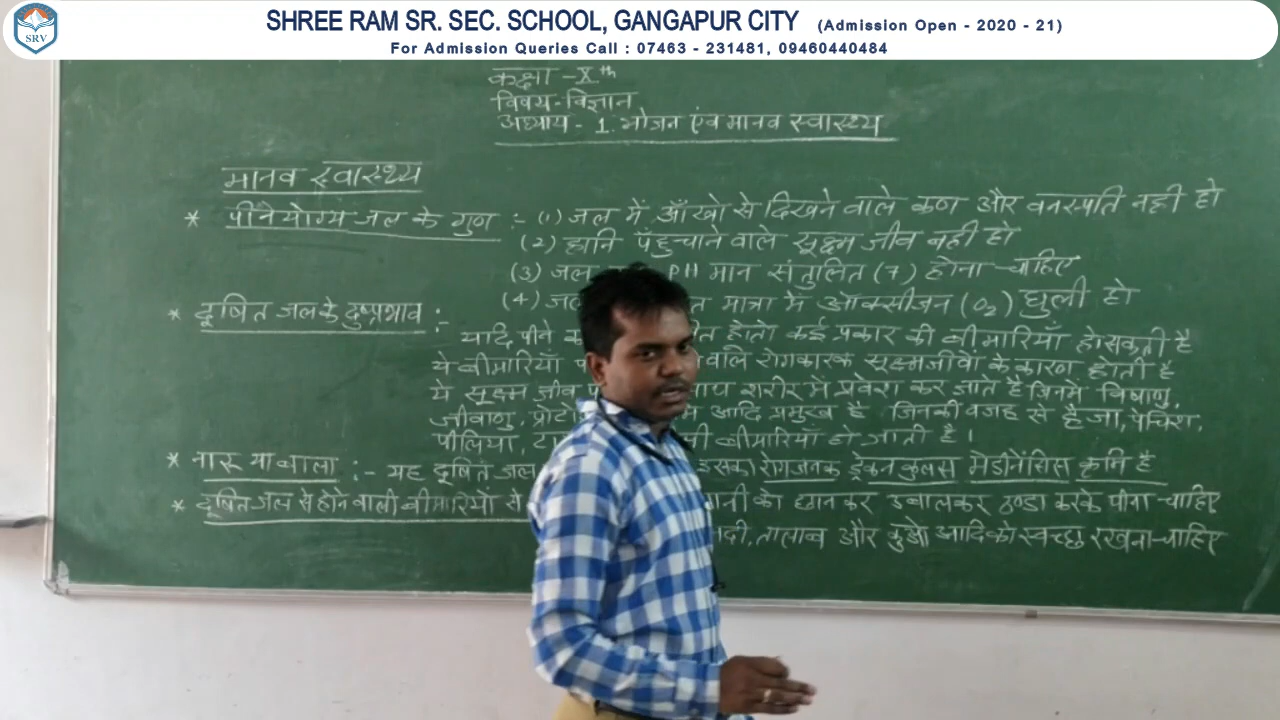 SHREE RAM SR. SEC. SCHOOL, GANGAPUR CITY (Admission Open - 2020 - 21)
For Admission Queries Call : 07463 - 231481, 09460440484
SRV
कक्षा - X.th
विषय - विज्ञान
अध्याय - 1. भोजन एंव मानव स्वास्थ्य
मानव स्वास्थ्य
* पीनेयोग्य जल के गुण :- (1) जल में आँखो से दिखने वाले कण और वनस्पति नही हो
(2) हानि पँहुचाने वाले सूक्ष्म जीव नही हो
(3) जल PH मान संतुलित (7) होना चाहिए
(4) जल मात्रा में ऑक्सीजन (O2) घुली हो
* दूषित जल के दुष्प्रभाव :-
यदि पीने होतो कई प्रकार की बीमारियाँ होसकती है
ये बीमारियाँ वाले रोगकारक सूक्ष्मजीवों के कारण होती है
ये सूक्ष्म जीव साथ शरीर में प्रवेश कर जाते है जिनमें विषाणु,
जीवाणु, आदि प्रमुख है जिनकी वजह से हैजा, पेचिश,
पीलिया, बीमारियाँ हो जाती है।
* नारू या बाला :- यह दूषित जल इसका रोगजनक ड्रेकनकुलस मेडीनेंसिस कृमि है
* दूषित जल से होने वाली बीमारियों से पानी को छान कर उबालकर ठण्डा करके पीना चाहिए
नदी, तालाब और कुओ आदि को स्वच्छ रखना चाहिए